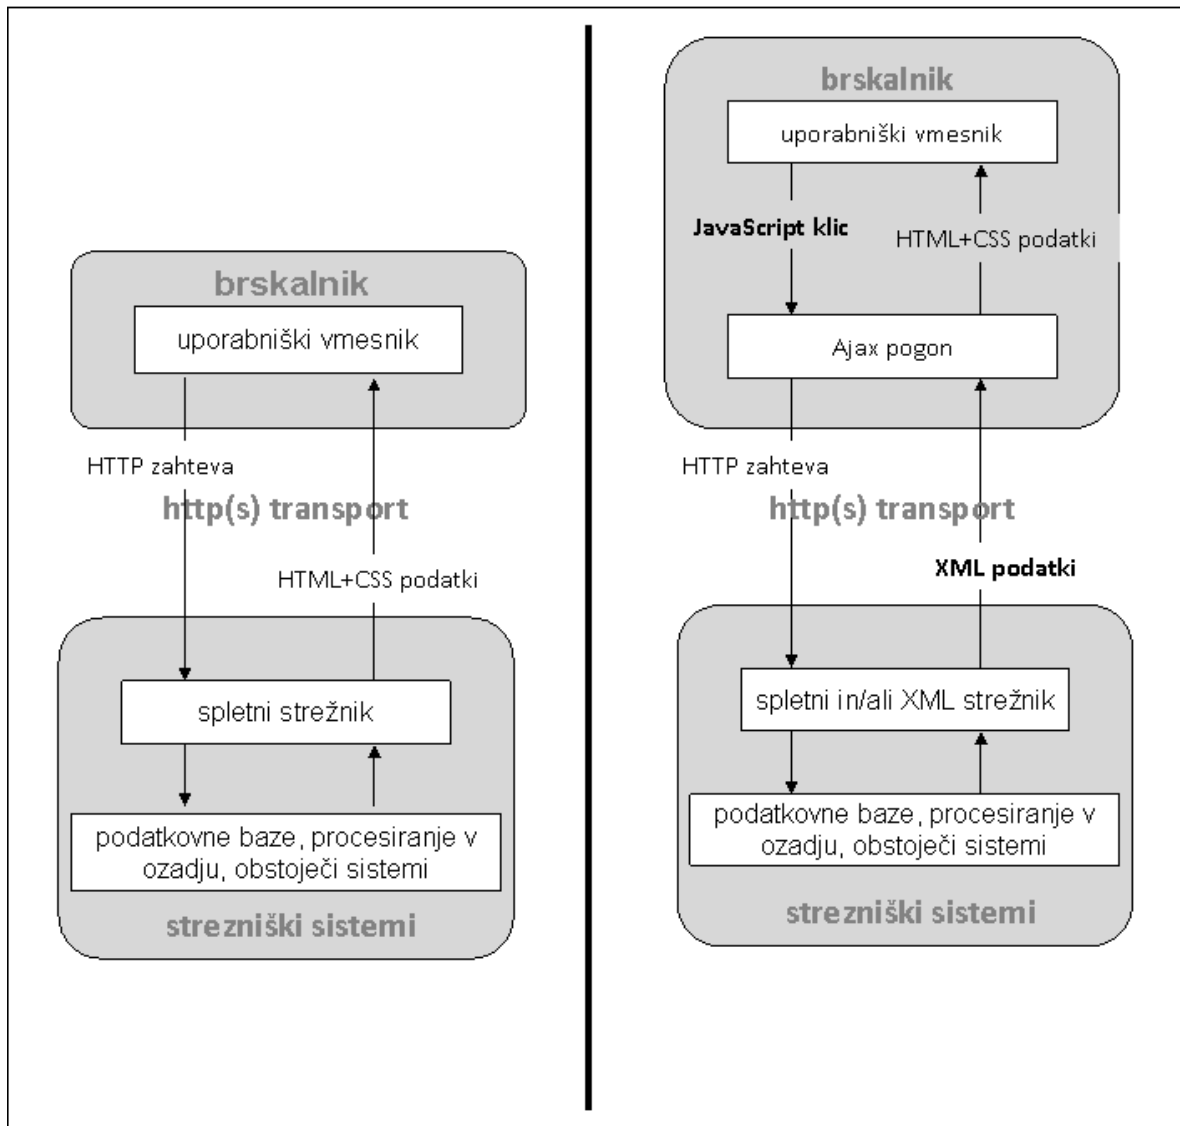 brskalnik
uporabniški vmesnik
HTTP zahteva
http(s) transport
HTML+CSS podatki
spletni strežnik
podatkovne baze, procesiranje v
ozadju, obstoječi sistemi
strezniški sistemi
brskalnik
uporabniški vmesnik
JavaScript klic
HTML+CSS podatki
Ajax pogon
HTTP zahteva
http(s) transport
XML podatki
spletni in/ali XML strežnik
podatkovne baze, procesiranje v
ozadju, obstoječi sistemi
strezniški sistemi